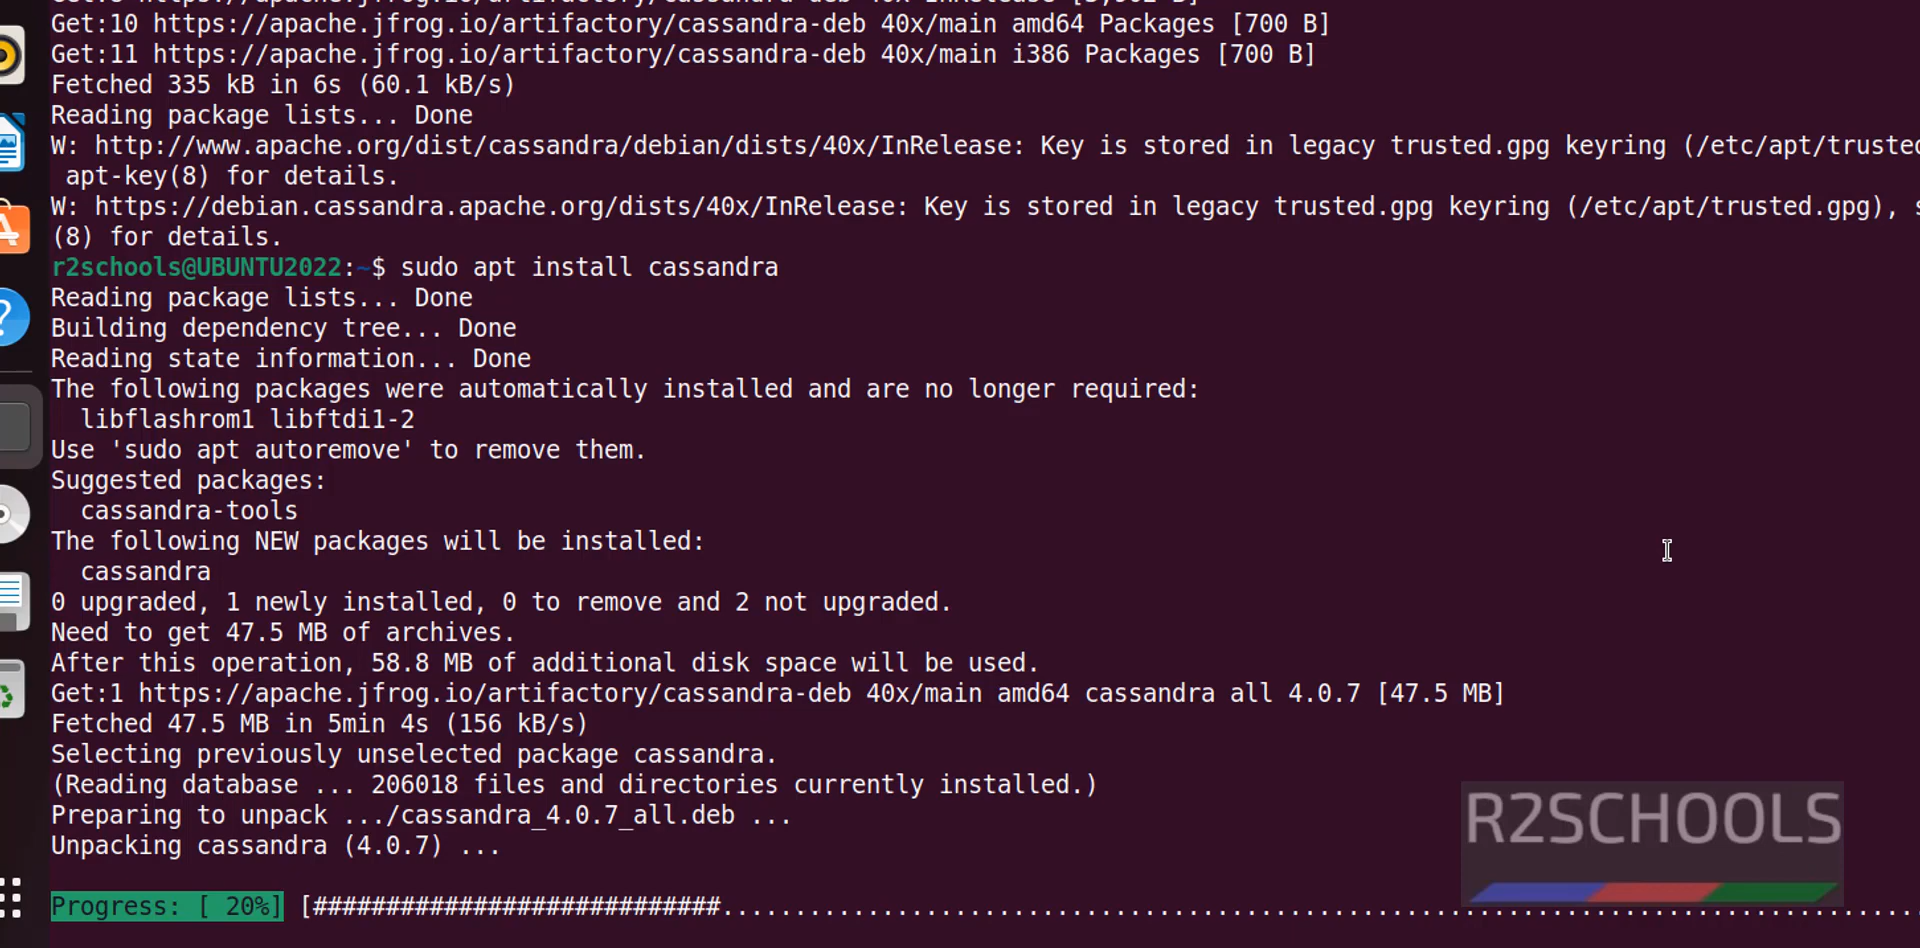 Get:10 https://apache.jfrog.io/artifactory/cassandra-deb 40x/main amd64 Packages [700 B]
Get:11 https://apache.jfrog.io/artifactory/cassandra-deb 40x/main i386 Packages [700 B]
Fetched 335 kB in 6s (60.1 kB/s)
Reading package lists... Done
W: http://www.apache.org/dist/cassandra/debian/dists/40x/InRelease: Key is stored in legacy trusted.gpg keyring (/etc/apt/trusted
apt-key(8) for details.
W: https://debian.cassandra.apache.org/dists/40x/InRelease: Key is stored in legacy trusted.gpg keyring (/etc/apt/trusted.gpg), s
(8) for details.
r2schools@UBUNTU2022:~$ sudo apt install cassandra
Reading package lists... Done
Building dependency tree... Done
Reading state information... Done
The following packages were automatically installed and are no longer required:
libflashrom1 libftdi1-2
Use 'sudo apt autoremove' to remove them.
Suggested packages:
cassandra-tools
The following NEW packages will be installed:
cassandra
0 upgraded, 1 newly installed, 0 to remove and 2 not upgraded.
Need to get 47.5 MB of archives.
After this operation, 58.8 MB of additional disk space will be used.
Get:1 https://apache.jfrog.io/artifactory/cassandra-deb 40x/main amd64 cassandra all 4.0.7 [47.5 MB]
Fetched 47.5 MB in 5min 4s (156 kB/s)
Selecting previously unselected package cassandra.
(Reading database ... 206018 files and directories currently installed.)
Preparing to unpack .../cassandra_4.0.7_all.deb ...
Unpacking cassandra (4.0.7) ...
R2SCHOOLS
Progress: [ 20%] [############################..................................................................................